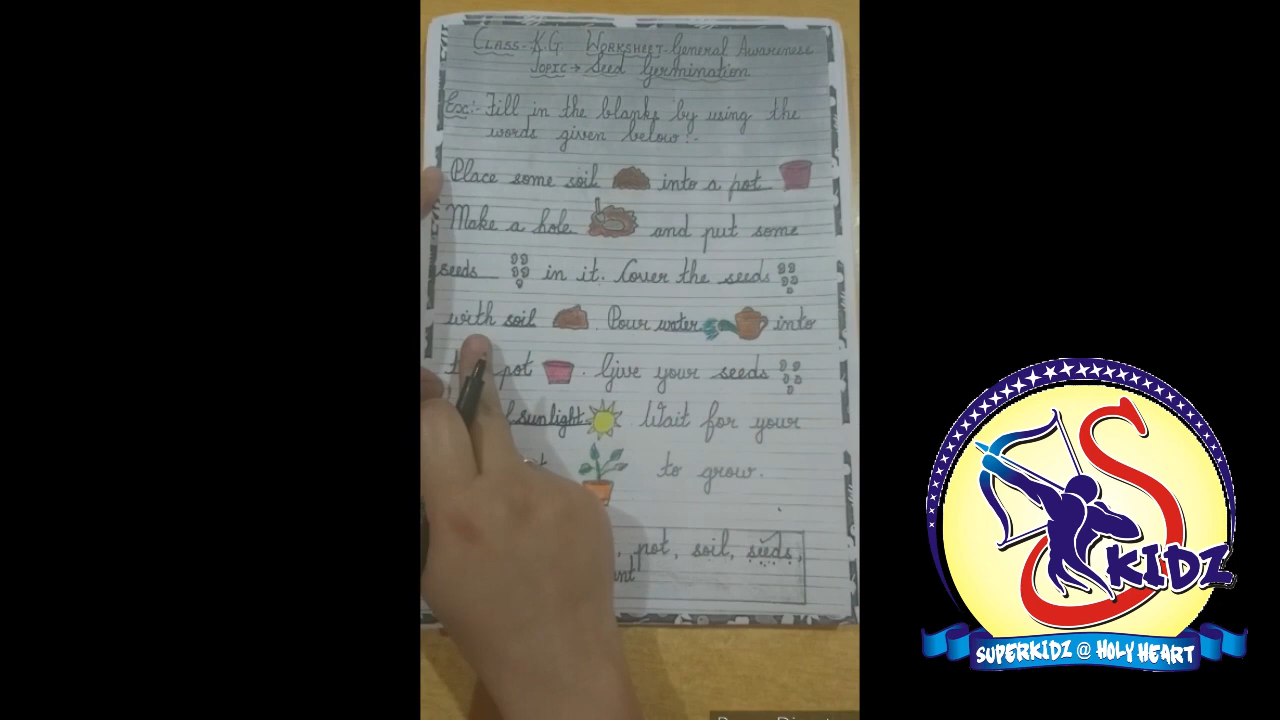 CLASS-K.G. WORKSHEET-General Awareness
TOPIC → Seed Germination
Ex:- Fill in the blanks by using the
words given below:-
Place some soil into a pot
Make a hole and put some
seeds in it. Cover the seeds
with soil . Pour water into
pot . Give your seeds
sunlight Wait for your
to grow.
, pot, soil, seeds,
S
KIDZ
SUPERKIDZ @ HOLY HEART